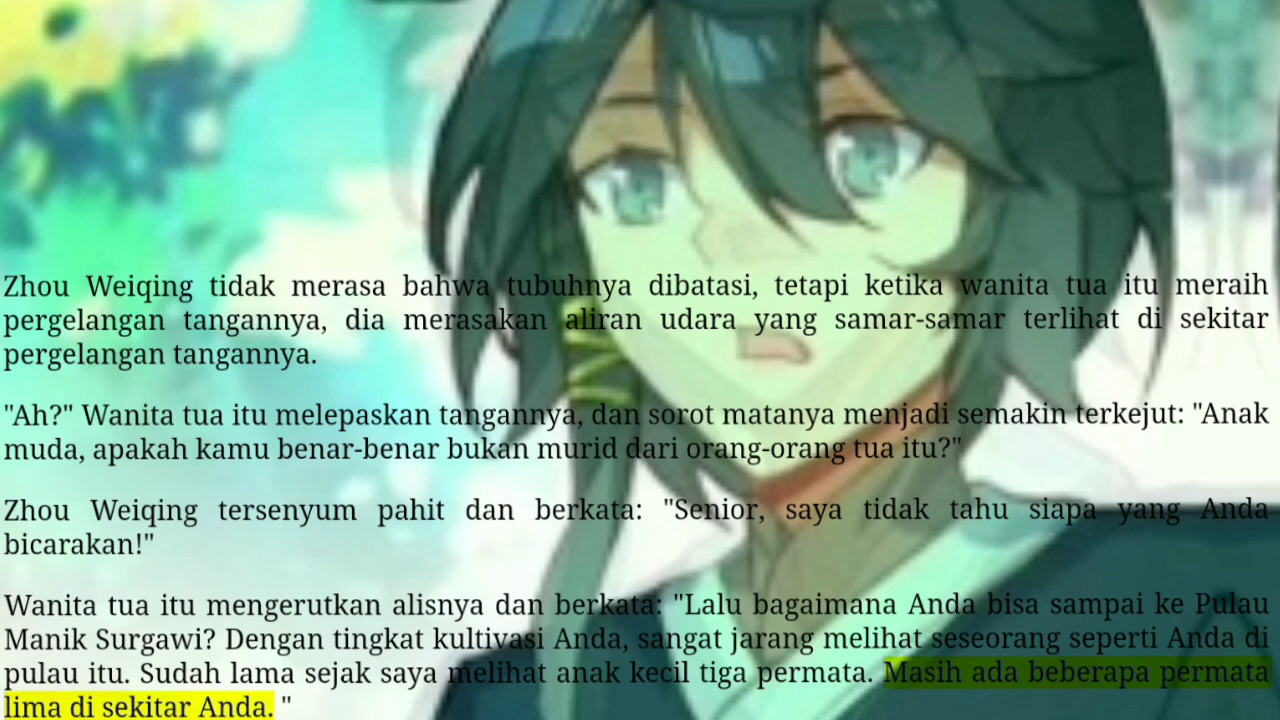 Zhou Weiqing tidak merasa bahwa tubuhnya dibatasi, tetapi ketika wanita tua itu meraih
pergelangan tangannya, dia merasakan aliran udara yang samar-samar terlihat di sekitar
pergelangan tangannya.
"Ah?" Wanita tua itu melepaskan tangannya, dan sorot matanya menjadi semakin terkejut: "Anak
muda, apakah kamu benar-benar bukan murid dari orang-orang tua itu?"
Zhou Weiqing tersenyum pahit dan berkata: "Senior, saya tidak tahu siapa yang Anda
bicarakan!"
Wanita tua itu mengerutkan alisnya dan berkata: "Lalu bagaimana Anda bisa sampai ke Pulau
Manik Surgawi? Dengan tingkat kultivasi Anda, sangat jarang melihat seseorang seperti Anda di
pulau itu. Sudah lama sejak saya melihat anak kecil tiga permata. Masih ada beberapa permata
lima di sekitar Anda. "